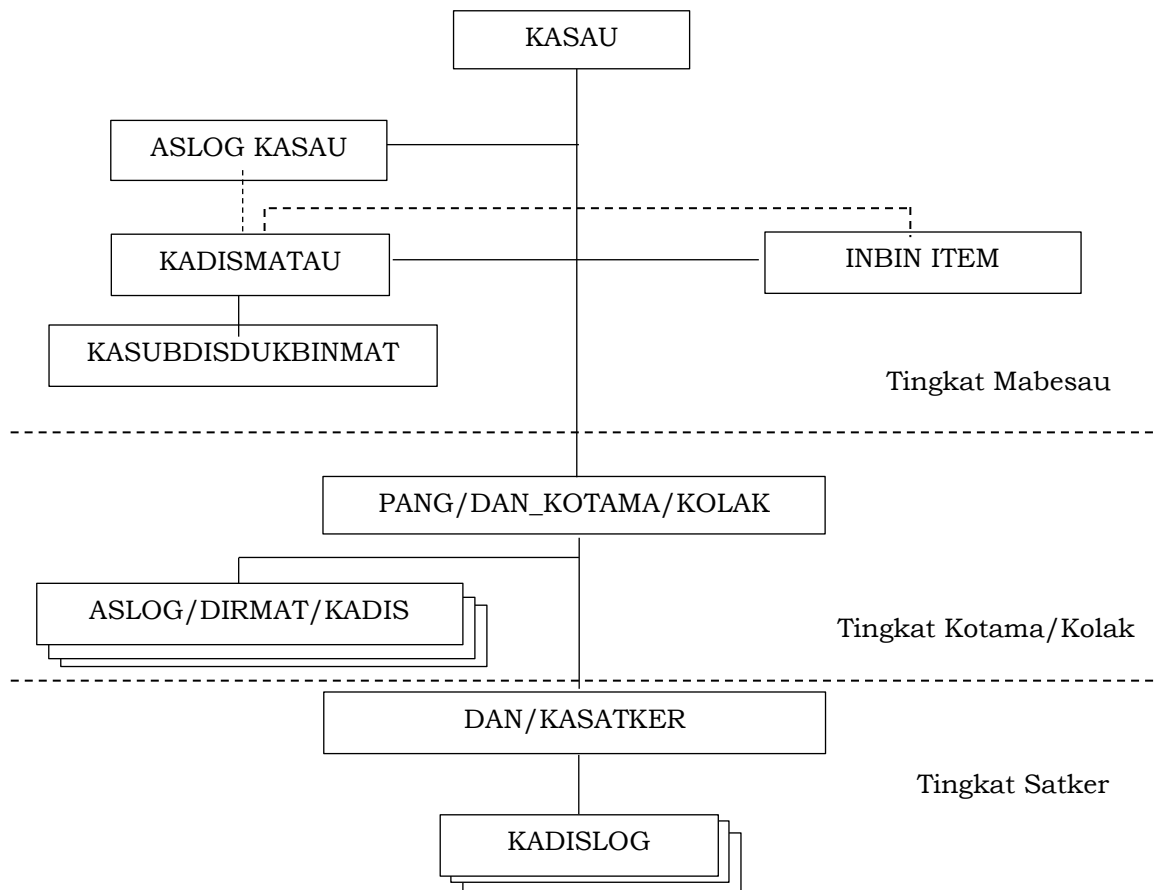 KASAU
ASLOG KASAU
KADISMATAU
INBIN ITEM
KASUBDISDUKBINMAT
Tingkat Mabesau
PANG/DAN_KOTAMA/KOLAK
ASLOG/DIRMAT/KADIS
Tingkat Kotama/Kolak
DAN/KASATKER
Tingkat Satker
KADISLOG